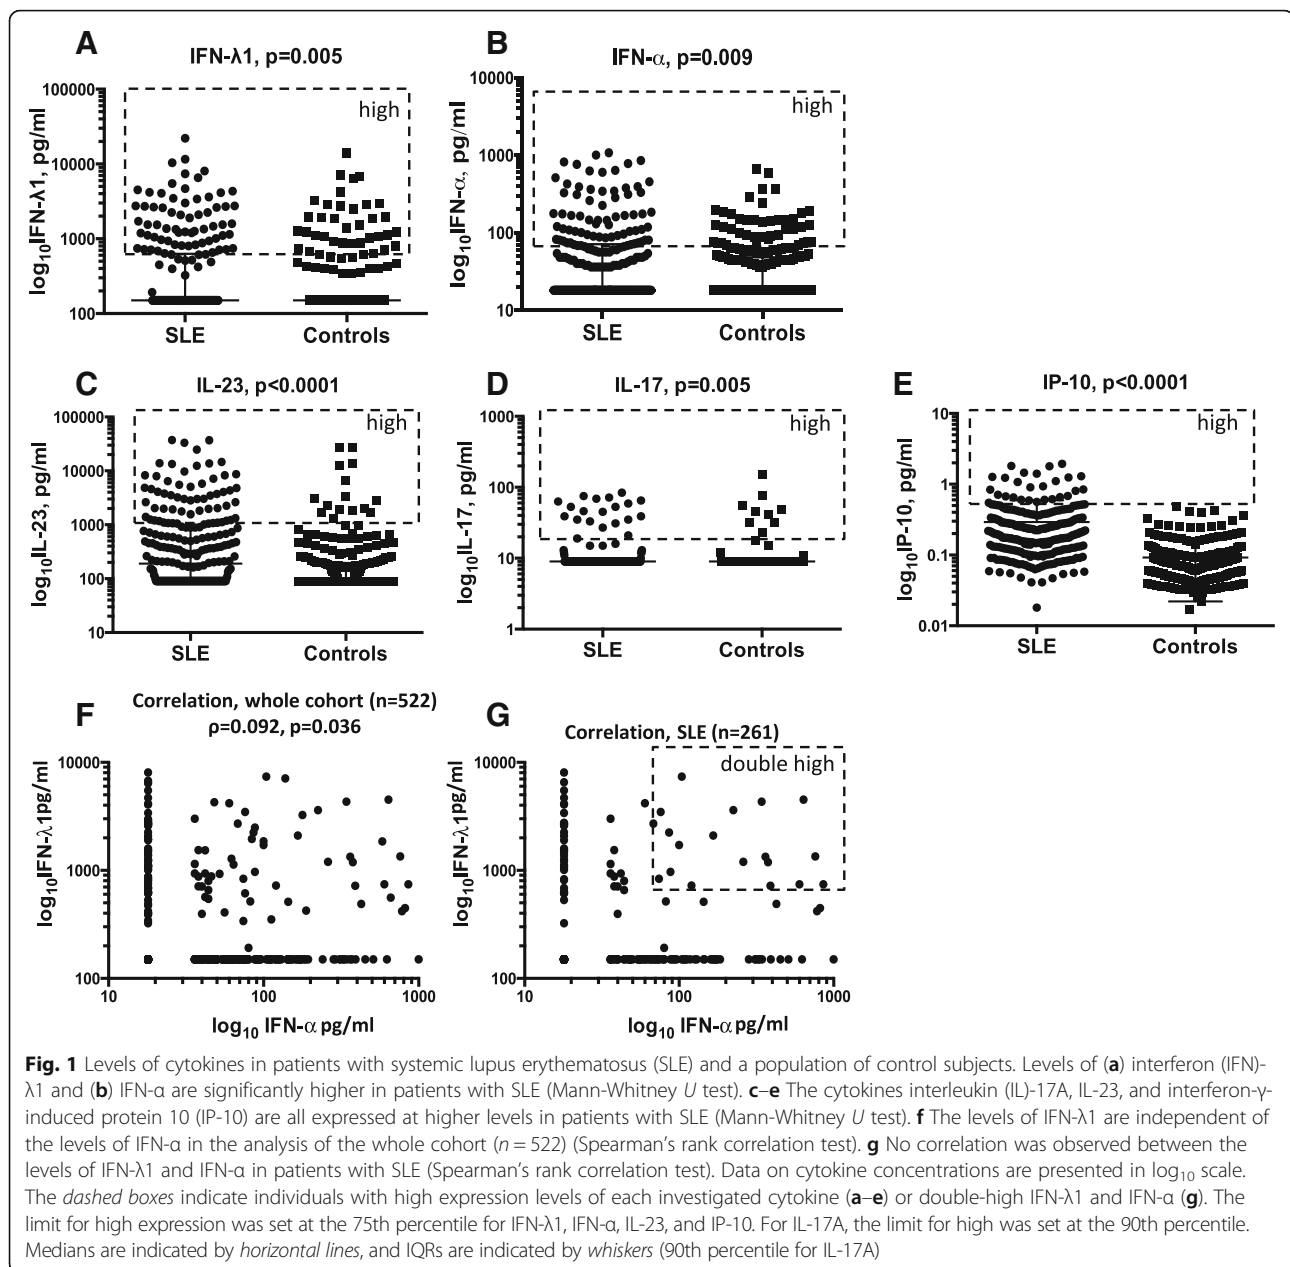 A
IFN-λ1, p=0.005
log10IFN-λ1, pg/ml
100000
10000
1000
100
high
SLE
Controls
B
IFN-α, p=0.009
log10IFN-α, pg/ml
10000
1000
100
10
high
SLE
Controls
C
IL-23, p<0.0001
log10IL-23, pg/ml
100000
10000
1000
100
10
high
SLE
Controls
D
IL-17, p=0.005
log10IL-17, pg/ml
1000
100
10
1
high
SLE
Controls
E
IP-10, p<0.0001
log10IP-10, pg/ml
10
1
0.1
0.01
high
SLE
Controls
F
Correlation, whole cohort (n=522)
ρ=0.092, p=0.036
log10IFN-λ1pg/ml
10000
1000
100
10
100
1000
log10 IFN-α pg/ml
G
Correlation, SLE (n=261)
double high
log10IFN-λ1pg/ml
10000
1000
100
10
100
1000
log10 IFN-α pg/ml
Fig. 1 Levels of cytokines in patients with systemic lupus erythematosus (SLE) and a population of control subjects. Levels of (a) interferon (IFN)-
λ1 and (b) IFN-α are significantly higher in patients with SLE (Mann-Whitney U test). c–e The cytokines interleukin (IL)-17A, IL-23, and interferon-γ-
induced protein 10 (IP-10) are all expressed at higher levels in patients with SLE (Mann-Whitney U test). f The levels of IFN-λ1 are independent of
the levels of IFN-α in the analysis of the whole cohort (n = 522) (Spearman's rank correlation test). g No correlation was observed between the
levels of IFN-λ1 and IFN-α in patients with SLE (Spearman's rank correlation test). Data on cytokine concentrations are presented in log10 scale.
The dashed boxes indicate individuals with high expression levels of each investigated cytokine (a–e) or double-high IFN-λ1 and IFN-α (g). The
limit for high expression was set at the 75th percentile for IFN-λ1, IFN-α, IL-23, and IP-10. For IL-17A, the limit for high was set at the 90th percentile.
Medians are indicated by horizontal lines, and IQRs are indicated by whiskers (90th percentile for IL-17A)